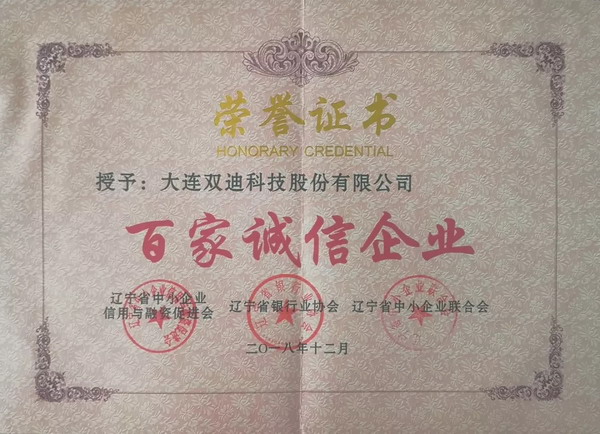 荣誉证书
HONORARY CREDENTIAL
授予：大连双迪科技股份有限公司
百家诚信企业
辽宁省中小企业
信用与融资促进会
辽宁省银行业协会
辽宁省中小企业联合会
二〇一八年十二月